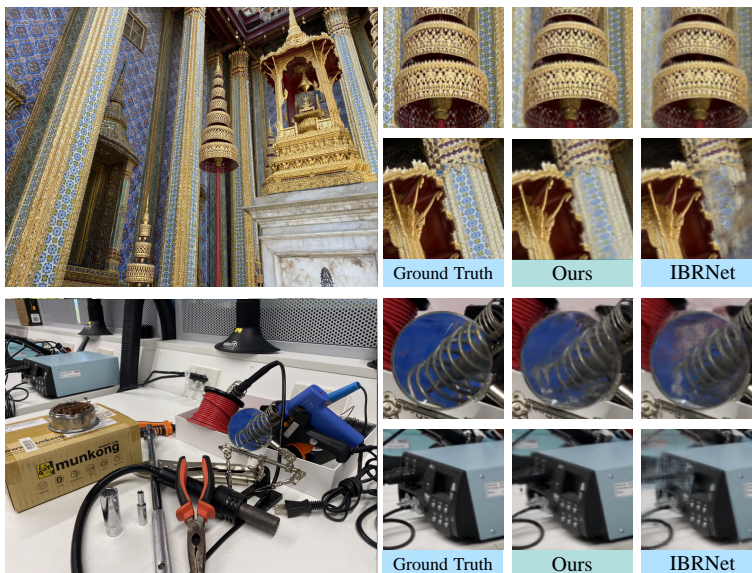 Ground Truth
Ours
IBRNet
munkong
Ground Truth
Ours
IBRNet